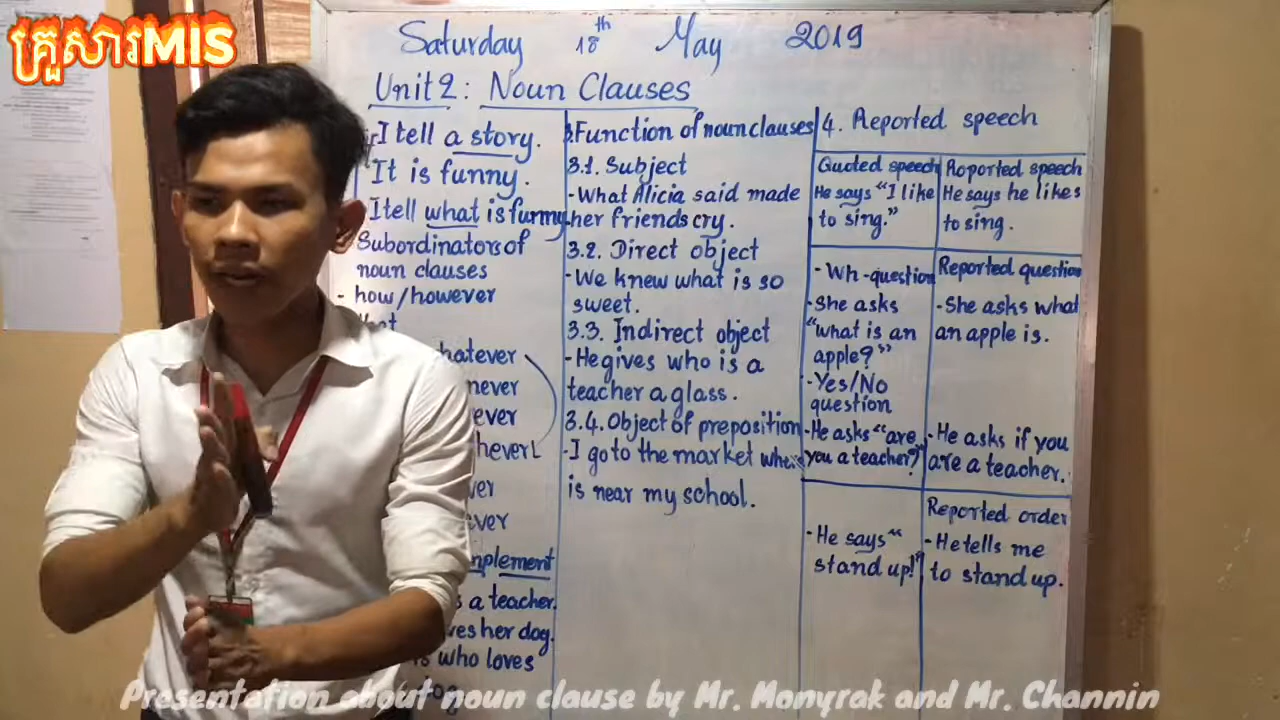 គ្រួសារMIS
Saturday 18th May 2019
Unit 2: Noun Clauses
I tell a story.
It is funny.
I tell what is funny.
Subordinators of
noun clauses
- how/however
hatever
never
ever
hever
ver
ever
mplement
a teacher.
ves her dog.
who loves
Function of noun clauses
3.1. Subject
- What Alicia said made
her friends cry.
3.2. Direct object
- We knew what is so
sweet.
3.3. Indirect object
- He gives who is a
teacher a glass.
3.4. Object of preposition
- I go to the market
is near my school.
4. Reported speech
Quoted speech
He says "I like
to sing."
Roported speech
He says he likes
to sing.
- Wh-question
- She asks
"what is an
apple?"
- Yes/No
question
- He asks "are
you a teacher?"
Reported question
- She asks what
an apple is.
- He asks if you
are a teacher.
- He says "
stand up!"
Reported order
- He tells me
to stand up.
Presentation about noun clause by Mr. Monyrak and Mr. Channin